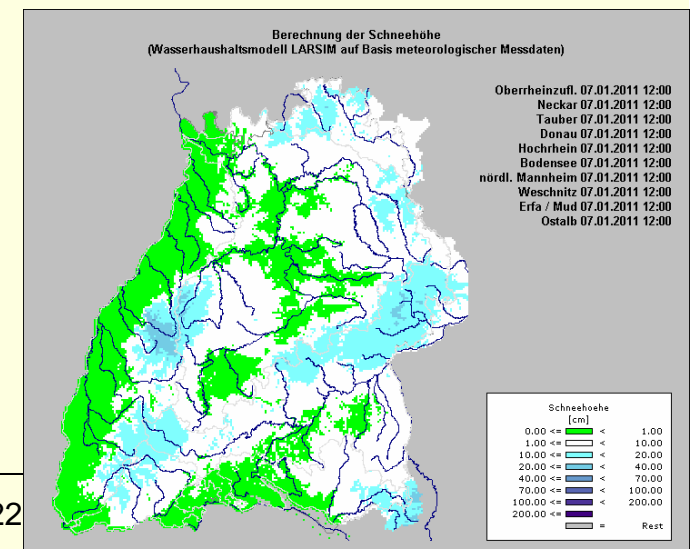 Berechnung der Schneehöhe
(Wasserhaushaltsmodell LARSIM auf Basis meteorologischer Messdaten)
Oberrheinzufl. 07.01.2011 12:00
Neckar 07.01.2011 12:00
Tauber 07.01.2011 12:00
Donau 07.01.2011 12:00
Hochrhein 07.01.2011 12:00
Bodensee 07.01.2011 12:00
nördl. Mannheim 07.01.2011 12:00
Weschnitz 07.01.2011 12:00
Erfa / Mud 07.01.2011 12:00
Ostalb 07.01.2011 12:00
Schneehoehe
[cm]
0.00 <= < 1.00
1.00 <= < 10.00
10.00 <= < 20.00
20.00 <= < 40.00
40.00 <= < 70.00
70.00 <= < 100.00
100.00 <= < 200.00
200.00 <=
= Rest
22